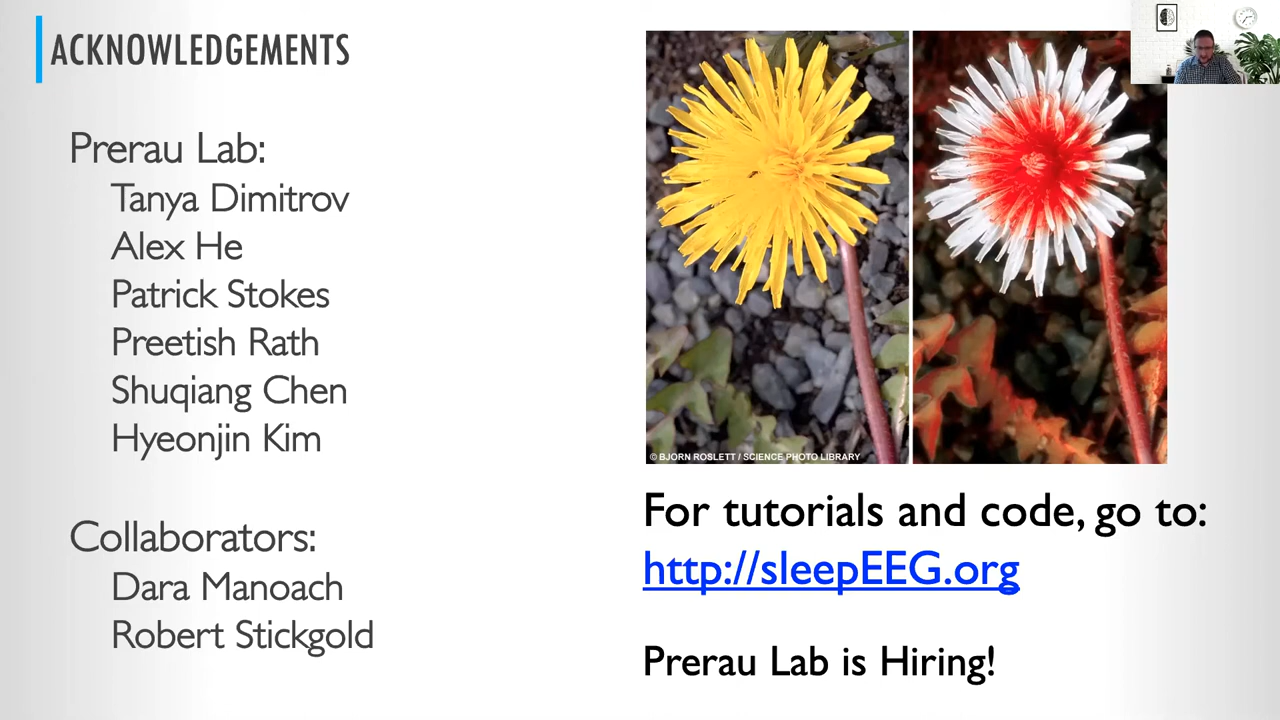 ACKNOWLEDGEMENTS
Prerau Lab:
Tanya Dimitrov
Alex He
Patrick Stokes
Preetish Rath
Shuqiang Chen
Hyeonjin Kim
Collaborators:
Dara Manoach
Robert Stickgold
© BJORN ROSLETT / SCIENCE PHOTO LIBRARY
For tutorials and code, go to:
http://sleepEEG.org
Prerau Lab is Hiring!